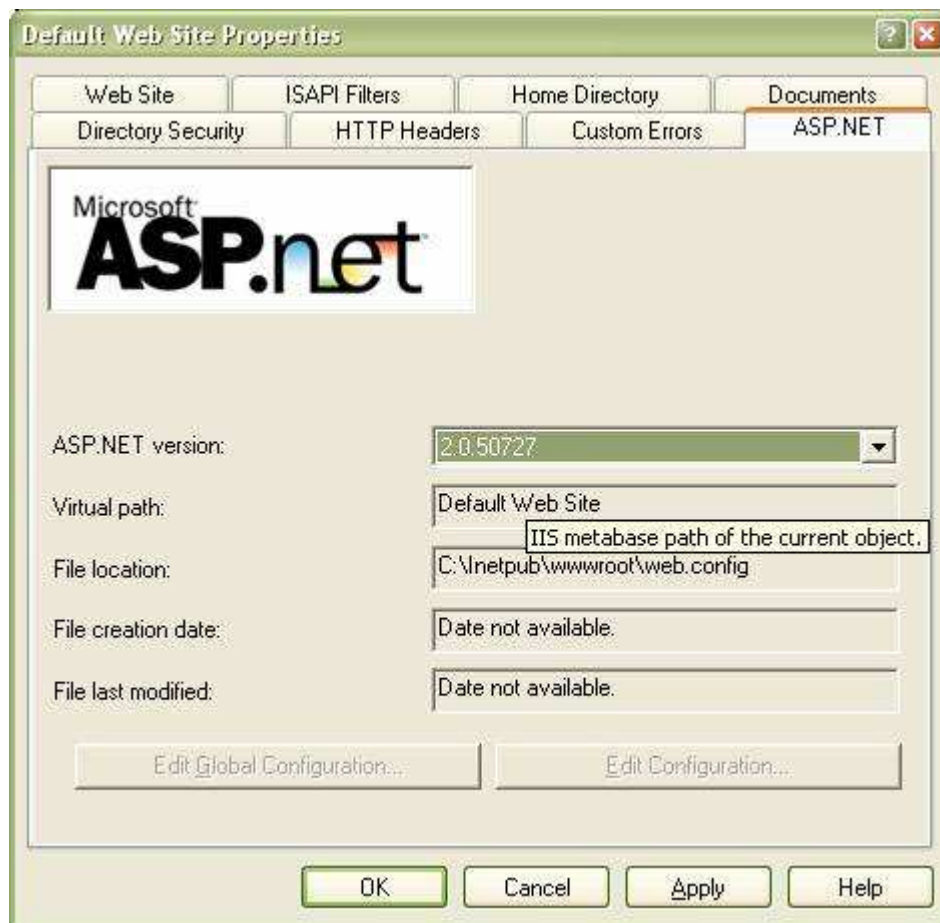 Default Web Site Properties
Web Site ISAPI Filters Home Directory Documents
Directory Security HTTP Headers Custom Errors ASP.NET
Microsoft
ASP.net
ASP.NET version: 2.0.50727
Virtual path: Default Web Site
IIS metabase path of the current object.
File location: C:\Inetpub\wwwroot\web.config
File creation date: Date not available.
File last modified: Date not available.
Edit Global Configuration... Edit Configuration...
OK Cancel Apply Help